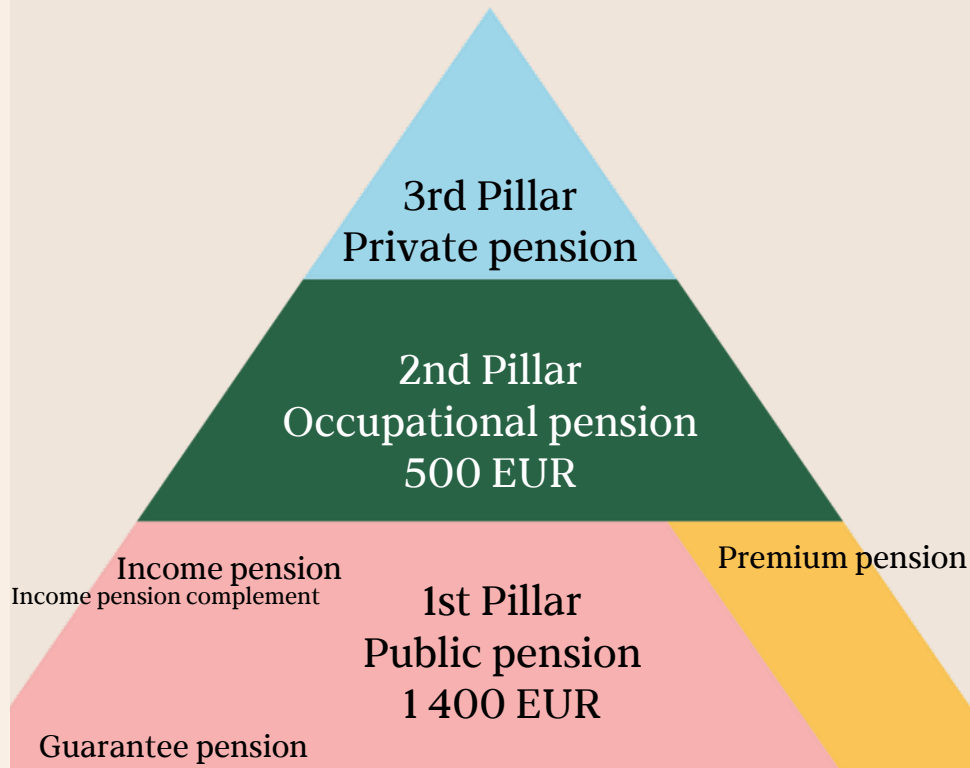 3rd Pillar
Private pension
2nd Pillar
Occupational pension
500 EUR
Premium pension
Income pension
Income pension complement
1st Pillar
Public pension
1 400 EUR
Guarantee pension